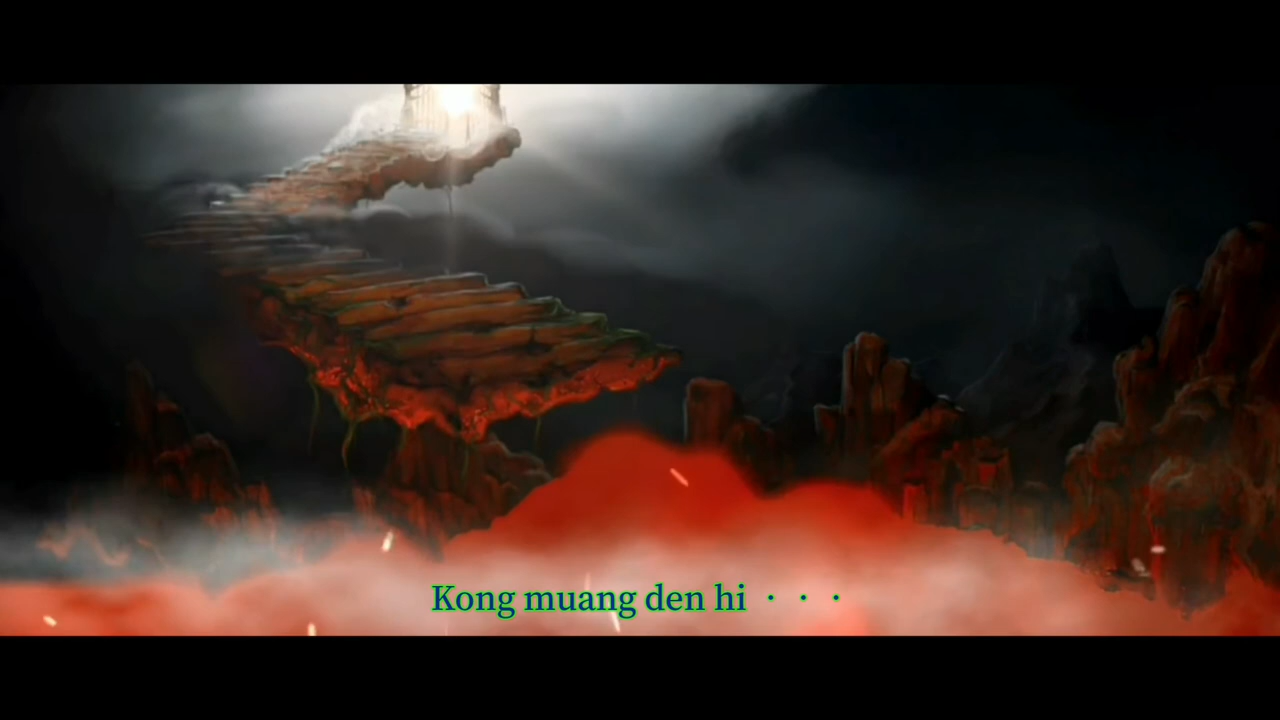 Kong muang den hi · · ·